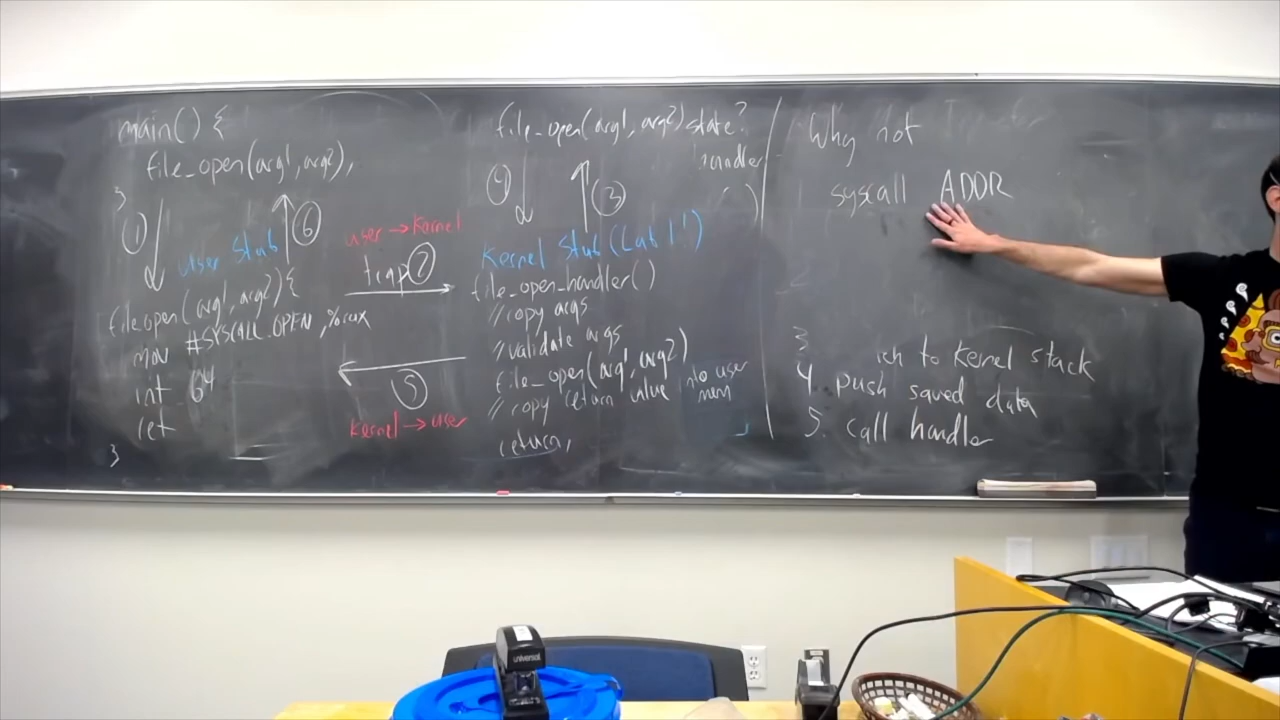 main() {
file_open(arg1, arg2);
}
1
6
User Stub
file_open(arg1, arg2) {
mov #SYSCALL_OPEN, %eax
int 64
ret
}
user → kernel
trap 2
5
kernel → user
file_open(arg1, arg2) state?
handler
( )
4
3
Kernel Stub (Lab 1!)
file_open_handler()
// copy args
// validate args
file_open(arg1, arg2)
// copy return value into user
mem
return;
Why not
syscall ADDR
3
ch to kernel stack
4. push saved data
5. call handler
universal